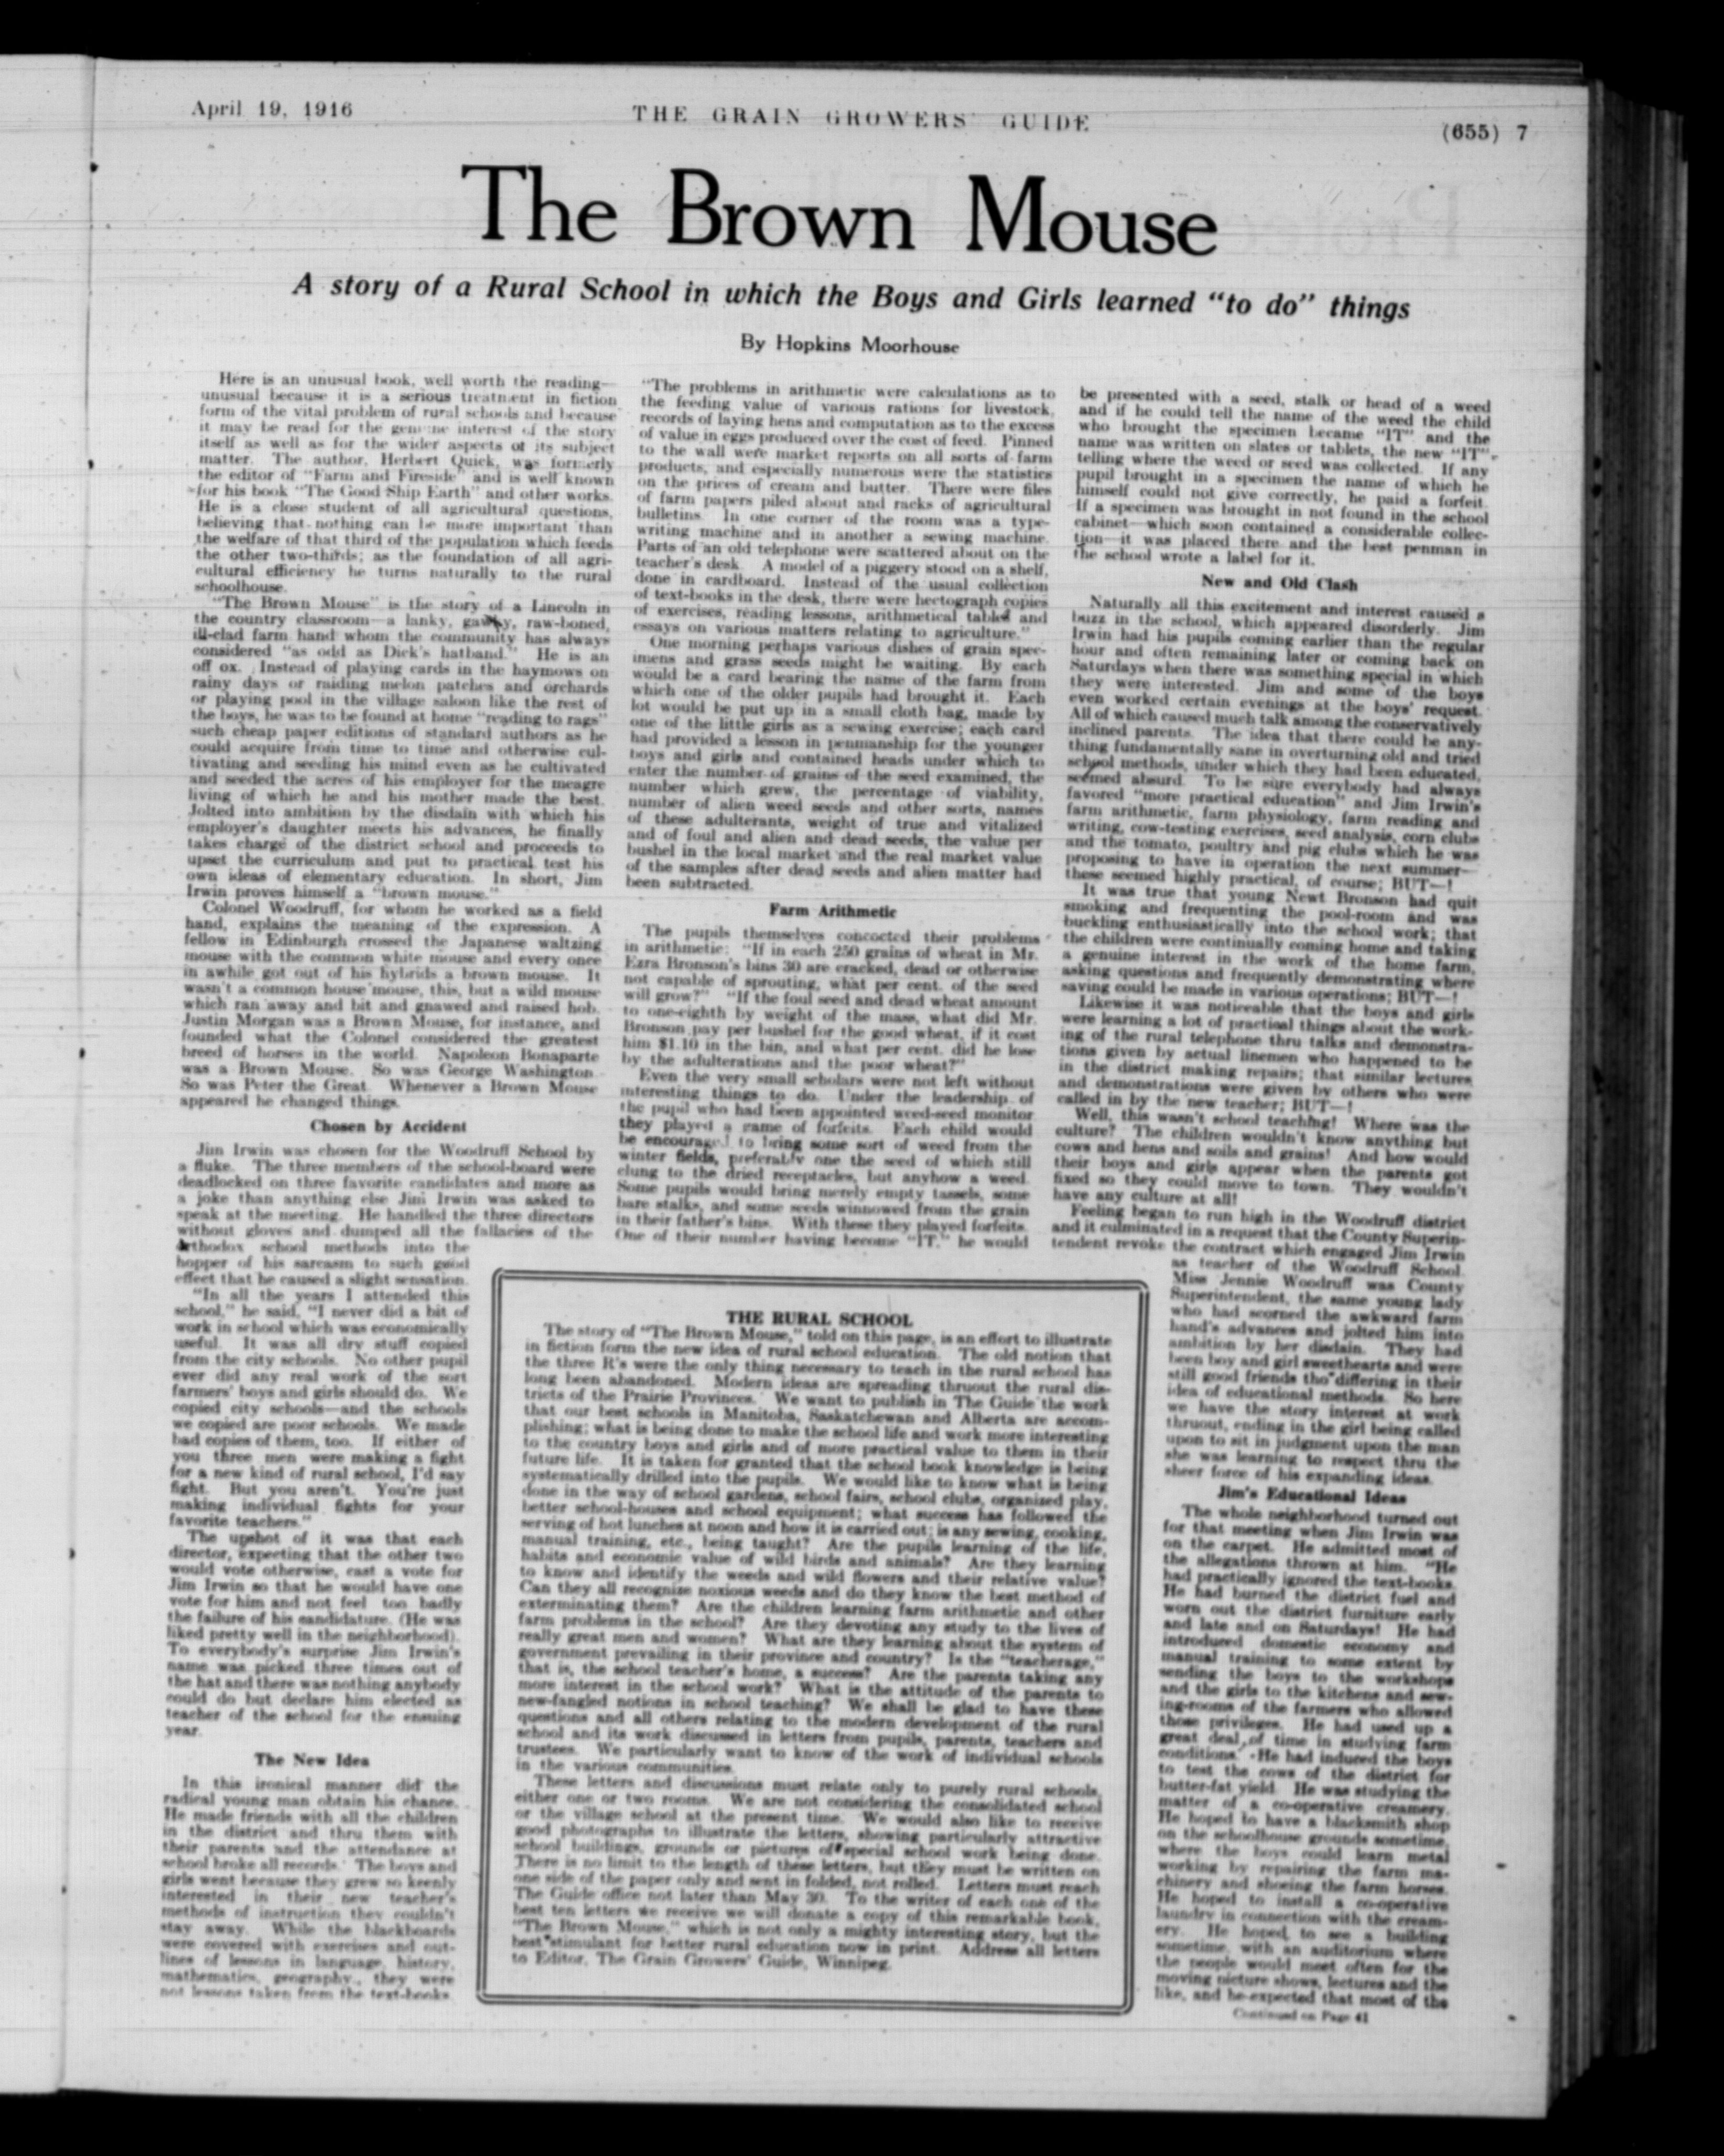 April 19, 1916
THE GRAIN GROWERS' GUIDE
(655) 7
The Brown Mouse
A story of a Rural School in which the Boys and Girls learned "to do" things
By Hopkins Moorhouse
Here is an unusual book, well worth the reading—
unusual because it is a serious treatment in fiction
form of the vital problem of rural schools and because
it may be read for the genuine interest of the story
itself as well as for the wider aspects of its subject
matter. The author, Herbert Quick, was formerly
the editor of "Farm and Fireside" and is well known
for his book "The Good Ship Earth" and other works.
He is a close student of all agricultural questions,
believing that nothing can be more important than
the welfare of that third of the population which feeds
the other two-thirds; as the foundation of all agri-
cultural efficiency he turns naturally to the rural
schoolhouse.
"The Brown Mouse" is the story of a Lincoln in
the country classroom—a lanky, gawky, raw-boned,
ill-clad farm hand whom the community has always
considered "as odd as Dick's hatband." He is an
off ox. Instead of playing cards in the haymows on
rainy days or raiding melon patches and orchards
or playing pool in the village saloon like the rest of
the boys, he was to be found at home "reading to rags"
such cheap paper editions of standard authors as he
could acquire from time to time and otherwise cul-
tivating and seeding his mind even as he cultivated
and seeded the acres of his employer for the meagre
living of which he and his mother made the best.
Jolted into ambition by the disdain with which his
employer's daughter meets his advances, he finally
takes charge of the district school and proceeds to
upset the curriculum and put to practical test his
own ideas of elementary education. In short, Jim
Irwin proves himself a "brown mouse."
Colonel Woodruff, for whom he worked as a field
hand, explains the meaning of the expression. A
fellow in Edinburgh crossed the Japanese waltzing
mouse with the common white mouse and every once
in awhile got out of his hybrids a brown mouse. It
wasn't a common house mouse, this, but a wild mouse
which ran away and bit and gnawed and raised hob.
Justin Morgan was a Brown Mouse, for instance, and
founded what the Colonel considered the greatest
breed of horses in the world. Napoleon Bonaparte
was a Brown Mouse. So was George Washington.
So was Peter the Great. Whenever a Brown Mouse
appeared he changed things.
Chosen by Accident
Jim Irwin was chosen for the Woodruff School by
a fluke. The three members of the school-board were
deadlocked on three favorite candidates and more as
a joke than anything else Jim Irwin was asked to
speak at the meeting. He handled the three directors
without gloves and dumped all the fallacies of the
orthodox school methods into the
hopper of his sarcasm to such good
effect that he caused a slight sensation.
"In all the years I attended this
school," he said, "I never did a bit of
work in school which was economically
useful. It was all dry stuff copied
from the city schools. No other pupil
ever did any real work of the sort
farmers' boys and girls should do. We
copied city schools—and the schools
we copied are poor schools. We made
bad copies of them, too. If either of
you three men were making a fight
for a new kind of rural school, I'd say
fight. But you aren't. You're just
making individual fights for your
favorite teachers."
The upshot of it was that each
director, expecting that the other two
would vote otherwise, cast a vote for
Jim Irwin so that he would have one
vote for him and not feel too badly
the failure of his candidature. (He was
liked pretty well in the neighborhood).
To everybody's surprise Jim Irwin's
name was picked three times out of
the hat and there was nothing anybody
could do but declare him elected as
teacher of the school for the ensuing
year.
The New Idea
In this ironical manner did the
radical young man obtain his chance.
He made friends with all the children
in the district and thru them with
their parents and the attendance at
school broke all records. The boys and
girls went because they grew so keenly
interested in their new teacher's
methods of instruction they couldn't
stay away. While the blackboards
were covered with exercises and out-
lines of lessons in language, history,
mathematics, geography, they were
not lessons taken from the text-books.
"The problems in arithmetic were calculations as to
the feeding value of various rations for livestock,
records of laying hens and computation as to the excess
of value in eggs produced over the cost of feed. Pinned
to the wall were market reports on all sorts of farm
products, and especially numerous were the statistics
on the prices of cream and butter. There were files
of farm papers piled about and racks of agricultural
bulletins. In one corner of the room was a type-
writing machine and in another a sewing machine.
Parts of an old telephone were scattered about on the
teacher's desk. A model of a piggery stood on a shelf,
done in cardboard. Instead of the usual collection
of text-books in the desk, there were hectograph copies
of exercises, reading lessons, arithmetical tables and
essays on various matters relating to agriculture."
One morning perhaps various dishes of grain spec-
imens and grass seeds might be waiting. By each
would be a card bearing the name of the farm from
which one of the older pupils had brought it. Each
lot would be put up in a small cloth bag, made by
one of the little girls as a sewing exercise; each card
had provided a lesson in penmanship for the younger
boys and girls and contained heads under which to
enter the number of grains of the seed examined, the
number which grew, the percentage of viability,
number of alien weed seeds and other sorts, names
of these adulterants, weight of true and vitalized
and of foul and alien and dead seeds, the value per
bushel in the local market and the real market value
of the samples after dead seeds and alien matter had
been subtracted.
Farm Arithmetic
The pupils themselves concocted their problems
in arithmetic: "If in each 250 grains of wheat in Mr.
Ezra Bronson's bins 30 are cracked, dead or otherwise
not capable of sprouting, what per cent. of the seed
will grow?" "If the foul seed and dead wheat amount
to one-eighth by weight of the mass, what did Mr.
Bronson pay per bushel for the good wheat, if it cost
him $1.10 in the bin, and what per cent. did he lose
by the adulterations and the poor wheat?"
Even the very small scholars were not left without
interesting things to do. Under the leadership of
the pupil who had been appointed weed-seed monitor
they played a game of forfeits. Each child would
be encouraged to bring some sort of weed from the
winter fields, preferably one the seed of which still
clung to the dried receptacles, but anyhow a weed.
Some pupils would bring merely empty tassels, some
bare stalks, and some seeds winnowed from the grain
in their father's bins. With these they played forfeits.
One of their number having become "IT," he would
be presented with a seed, stalk or head of a weed
and if he could tell the name of the weed the child
who brought the specimen became "IT" and the
name was written on slates or tablets, the new "IT"
telling where the weed or seed was collected. If any
pupil brought in a specimen the name of which he
himself could not give correctly, he paid a forfeit.
If a specimen was brought in not found in the school
cabinet—which soon contained a considerable collec-
tion—it was placed there and the best penman in
the school wrote a label for it.
New and Old Clash
Naturally all this excitement and interest caused a
buzz in the school, which appeared disorderly. Jim
Irwin had his pupils coming earlier than the regular
hour and often remaining later or coming back on
Saturdays when there was something special in which
they were interested. Jim and some of the boys
even worked certain evenings at the boys' request.
All of which caused much talk among the conservatively
inclined parents. The idea that there could be any-
thing fundamentally sane in overturning old and tried
school methods, under which they had been educated,
seemed absurd. To be sure everybody had always
favored "more practical education" and Jim Irwin's
farm arithmetic, farm physiology, farm reading and
writing, cow-testing exercises, seed analysis, corn clubs
and the tomato, poultry and pig clubs which he was
proposing to have in operation the next summer—
these seemed highly practical, of course; BUT—!
It was true that young Newt Bronson had quit
smoking and frequenting the pool-room and was
buckling enthusiastically into the school work; that
the children were continually coming home and taking
a genuine interest in the work of the home farm,
asking questions and frequently demonstrating where
saving could be made in various operations; BUT—!
Likewise it was noticeable that the boys and girls
were learning a lot of practical things about the work-
ing of the rural telephone thru talks and demonstra-
tions given by actual linemen who happened to be
in the district making repairs; that similar lectures
and demonstrations were given by others who were
called in by the new teacher; BUT—!
Well, this wasn't school teaching! Where was the
culture? The children wouldn't know anything but
cows and hens and soils and grains! And how would
their boys and girls appear when the parents got
fixed so they could move to town. They wouldn't
have any culture at all!
Feeling began to run high in the Woodruff district
and it culminated in a request that the County Superin-
tendent revoke the contract which engaged Jim Irwin
as teacher of the Woodruff School.
Miss Jennie Woodruff was County
Superintendent, the same young lady
who had scorned the awkward farm
hand's advances and jolted him into
ambition by her disdain. They had
been boy and girl sweethearts and were
still good friends tho differing in their
idea of educational methods. So here
we have the story interest at work
thruout, ending in the girl being called
upon to sit in judgment upon the man
she was learning to respect thru the
sheer force of his expanding ideas.
Jim's Educational Ideas
The whole neighborhood turned out
for that meeting when Jim Irwin was
on the carpet. He admitted most of
the allegations thrown at him. "He
had practically ignored the text-books.
He had burned the district fuel and
worn out the district furniture early
and late and on Saturdays! He had
introduced domestic economy and
manual training to some extent by
sending the boys to the workshops
and the girls to the kitchens and sew-
ing-rooms of the farmers who allowed
those privileges. He had used up a
great deal of time in studying farm
conditions. He had induced the boys
to test the cows of the district for
butter-fat yield. He was studying the
matter of a co-operative creamery.
He hoped to have a blacksmith shop
on the schoolhouse grounds sometime,
where the boys could learn metal
working by repairing the farm ma-
chinery and shoeing the farm horses.
He hoped to install a co-operative
laundry in connection with the cream-
ery. He hoped to see a building
sometime, with an auditorium where
the people would meet often for the
moving picture shows, lectures and the
like, and he expected that most of the
Continued on Page 41
THE RURAL SCHOOL
The story of "The Brown Mouse," told on this page, is an effort to illustrate
in fiction form the new idea of rural school education. The old notion that
the three R's were the only thing necessary to teach in the rural school has
long been abandoned. Modern ideas are spreading thruout the rural dis-
tricts of the Prairie Provinces. We want to publish in The Guide the work
that our best schools in Manitoba, Saskatchewan and Alberta are accom-
plishing; what is being done to make the school life and work more interesting
to the country boys and girls and of more practical value to them in their
future life. It is taken for granted that the school book knowledge is being
systematically drilled into the pupils. We would like to know what is being
done in the way of school gardens, school fairs, school clubs, organized play,
better school-houses and school equipment; what success has followed the
serving of hot lunches at noon and how it is carried out; is any sewing, cooking,
manual training, etc., being taught? Are the pupils learning of the life,
habits and economic value of wild birds and animals? Are they learning
to know and identify the weeds and wild flowers and their relative value?
Can they all recognize noxious weeds and do they know the best method of
exterminating them? Are the children learning farm arithmetic and other
farm problems in the school? Are they devoting any study to the lives of
really great men and women? What are they learning about the system of
government prevailing in their province and country? Is the "teacherage,"
that is, the school teacher's home, a success? Are the parents taking any
more interest in the school work? What is the attitude of the parents to
new-fangled notions in school teaching? We shall be glad to have these
questions and all others relating to the modern development of the rural
school and its work discussed in letters from pupils, parents, teachers and
trustees. We particularly want to know of the work of individual schools
in the various communities.
These letters and discussions must relate only to purely rural schools,
either one or two rooms. We are not considering the consolidated school
or the village school at the present time. We would also like to receive
good photographs to illustrate the letters, showing particularly attractive
school buildings, grounds or pictures of special school work being done.
There is no limit to the length of these letters, but they must be written on
one side of the paper only and sent in folded, not rolled. Letters must reach
The Guide office not later than May 30. To the writer of each one of the
best ten letters we receive we will donate a copy of this remarkable book,
"The Brown Mouse," which is not only a mighty interesting story, but the
best stimulant for better rural education now in print. Address all letters
to Editor, The Grain Growers' Guide, Winnipeg.